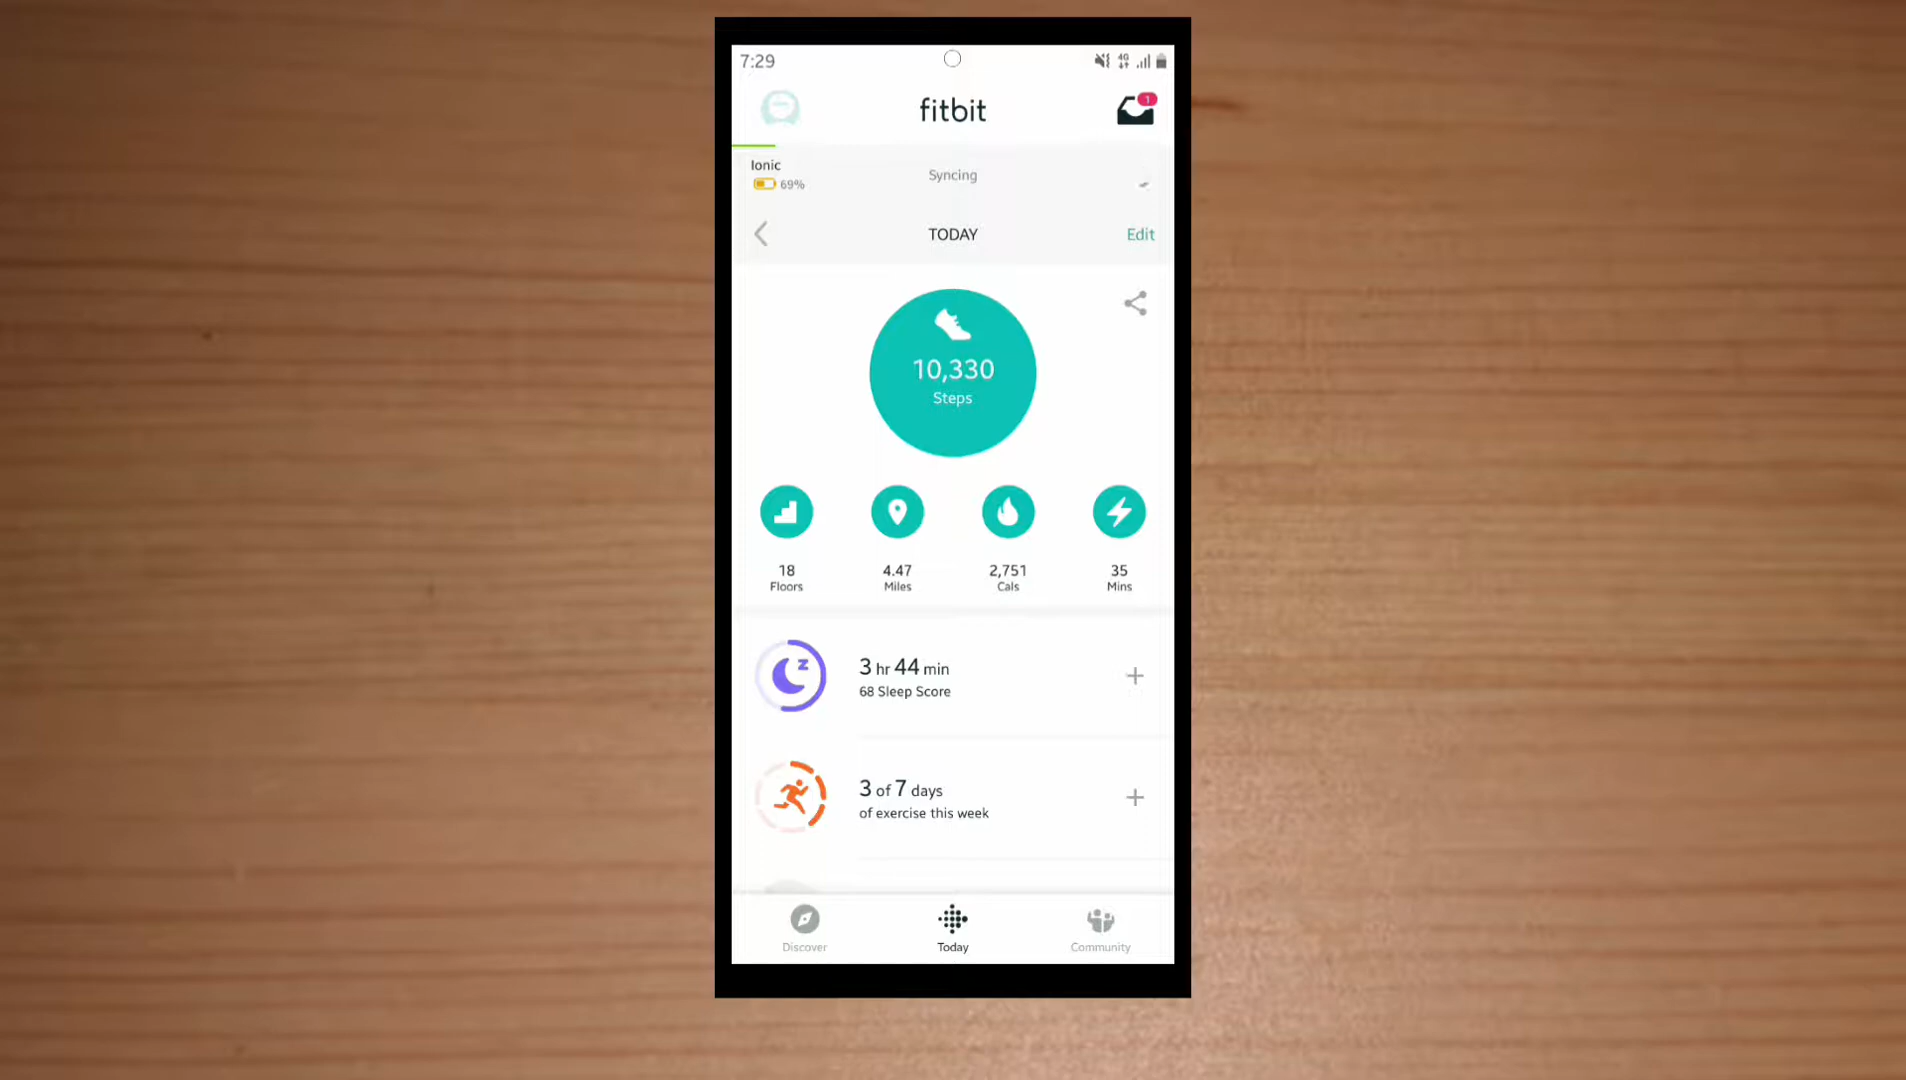 7:29
4G
fitbit
1
Ionic
69%
Syncing
TODAY
Edit
10,330
Steps
18
Floors
4.47
Miles
2,751
Cals
35
Mins
z
3 hr 44 min
68 Sleep Score
3 of 7 days
of exercise this week
Discover
Today
Community